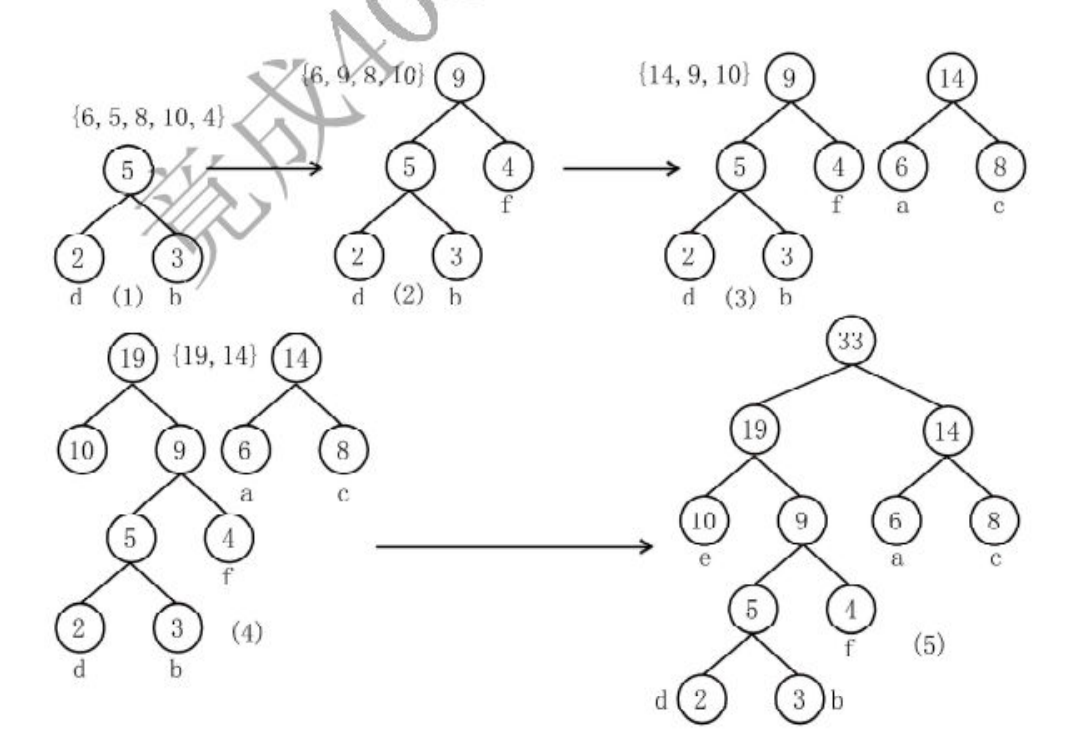 竟成40
{6, 5, 8, 10, 4}
5
2 3
d (1) b
{6, 9, 8, 10} 9
5 4
f
2 3
d (2) b
{14, 9, 10} 9 14
5 4 6 8
f a c
2 3
d (3) b
19 {19, 14} 14
10 9 6 8
a c
5 4
f
2 3 (4)
d b
33
19 14
10 9 6 8
e a c
5 4
f (5)
d 2 3 b